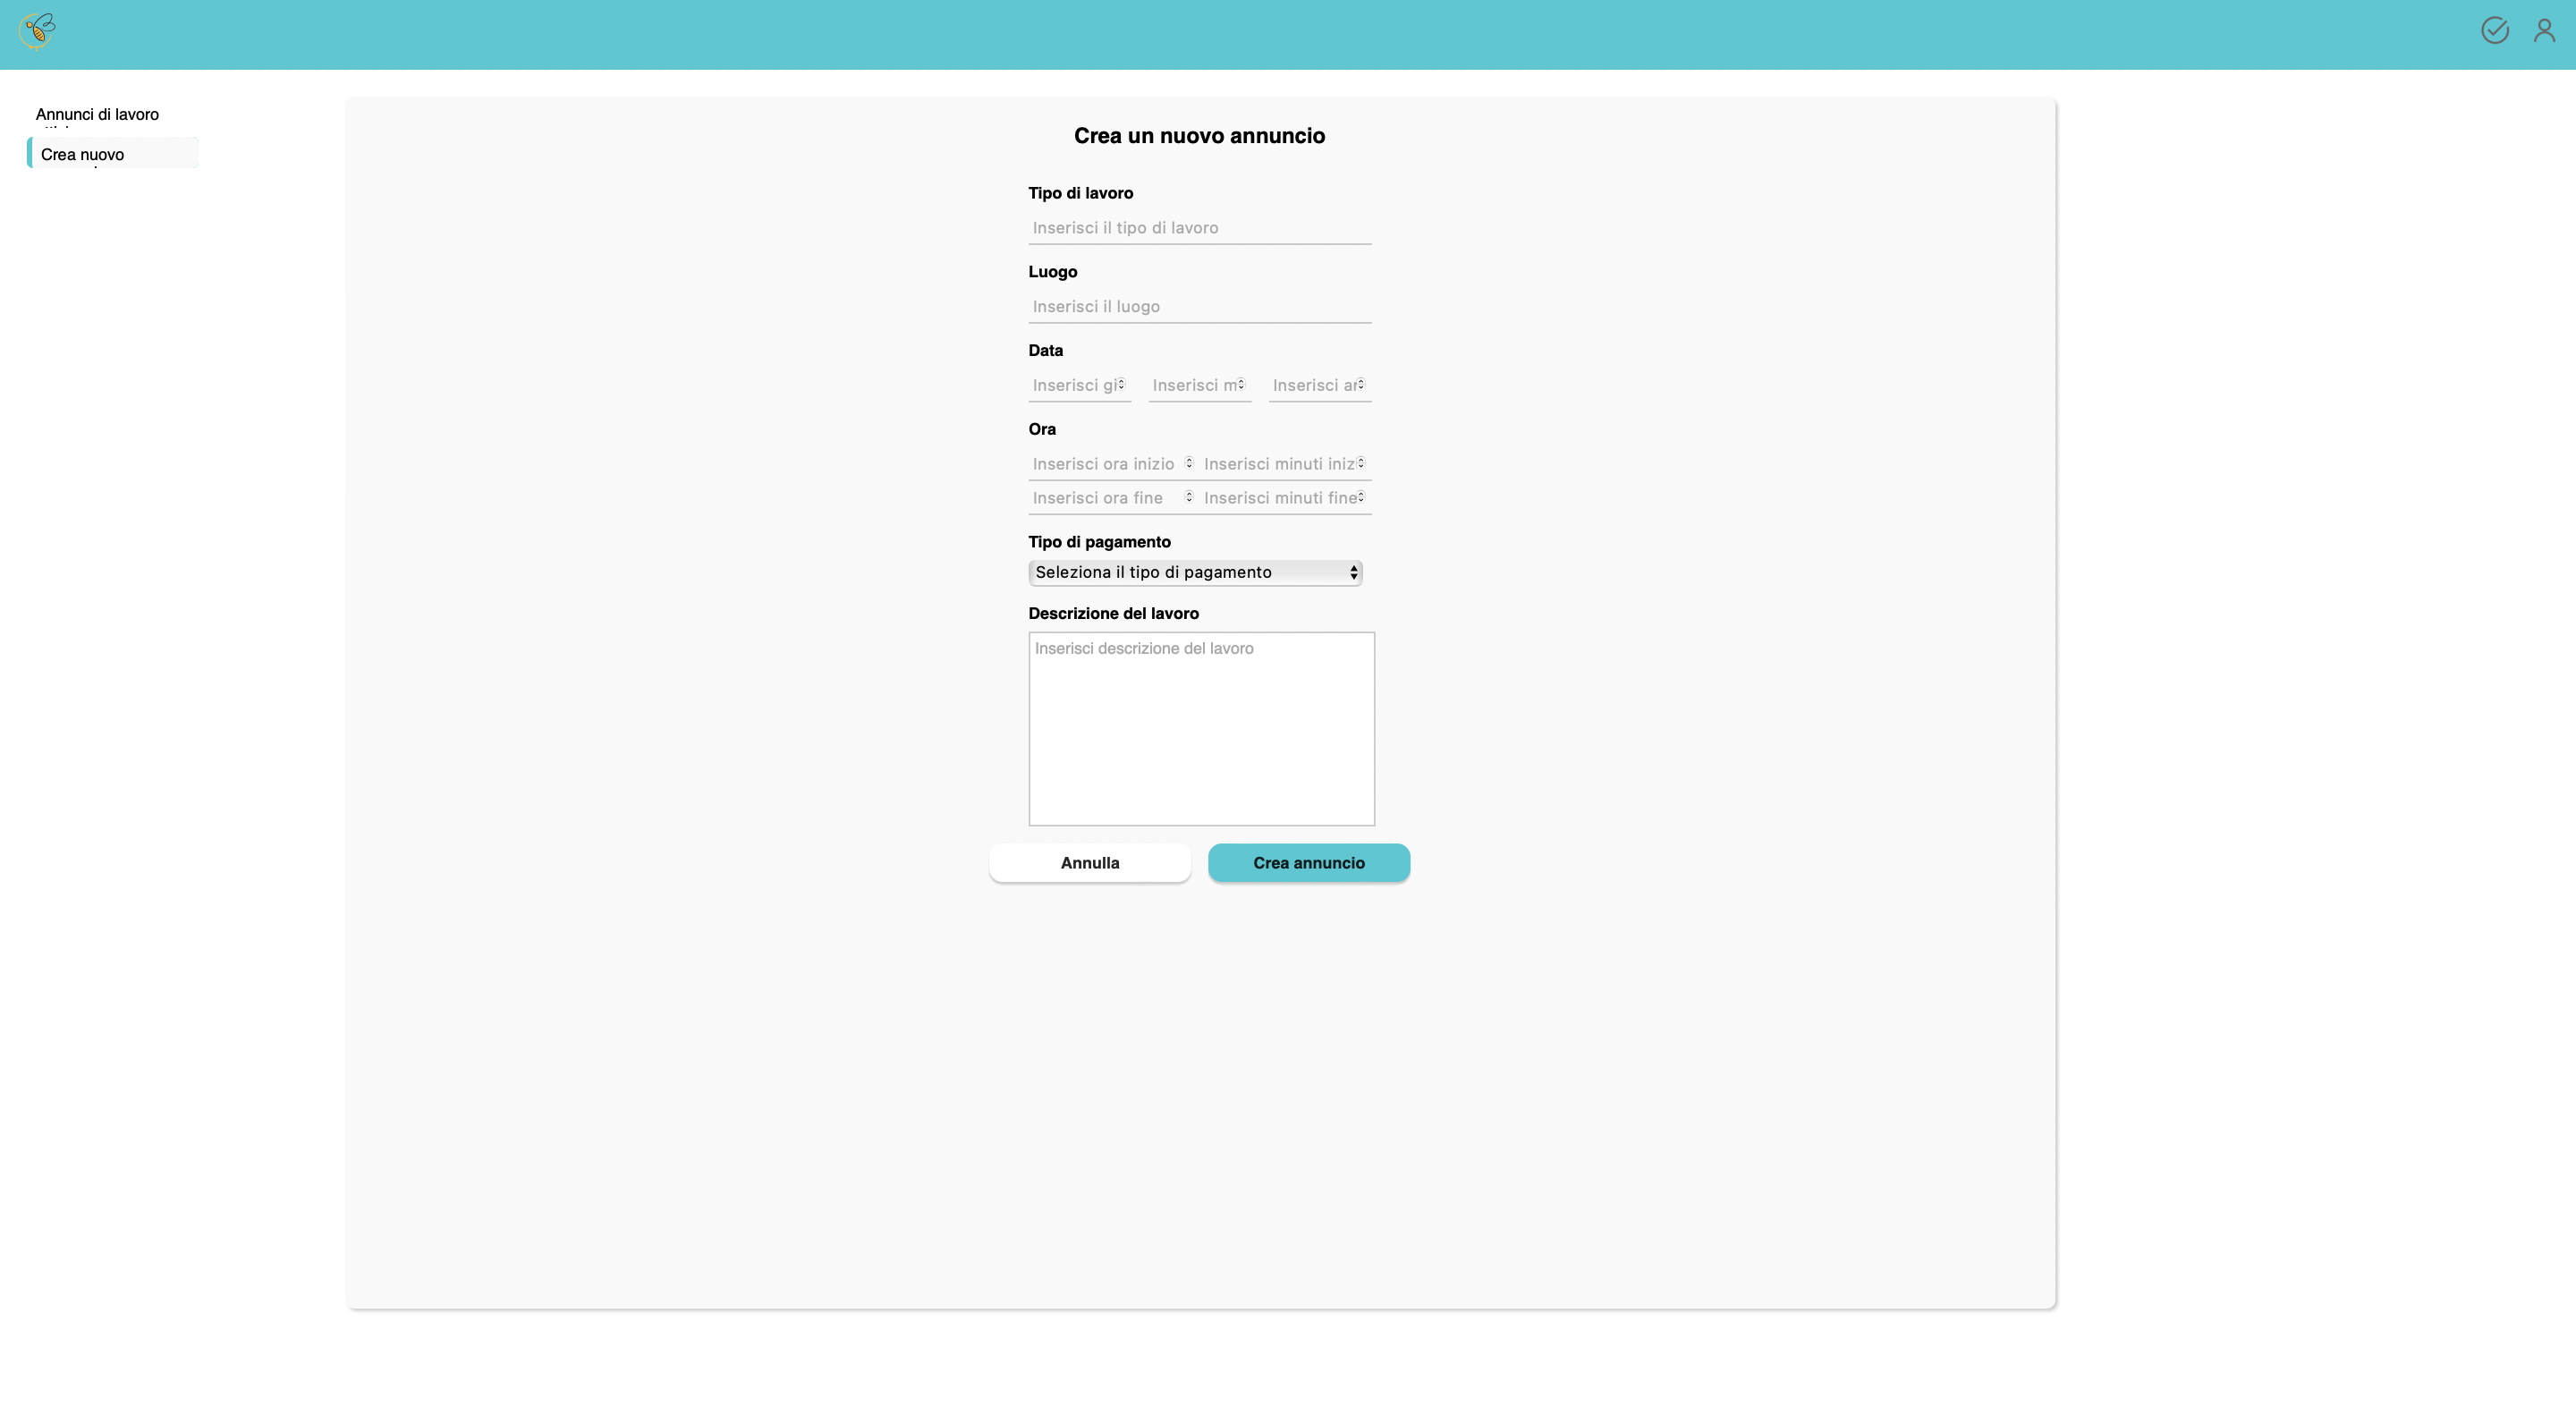 Annunci di lavoro
Crea nuovo
Crea un nuovo annuncio
Tipo di lavoro
Inserisci il tipo di lavoro
Luogo
Inserisci il luogo
Data
Inserisci gi Inserisci m Inserisci an
Ora
Inserisci ora inizio Inserisci minuti iniz
Inserisci ora fine Inserisci minuti fine
Tipo di pagamento
Seleziona il tipo di pagamento
Descrizione del lavoro
Inserisci descrizione del lavoro
Annulla Crea annuncio